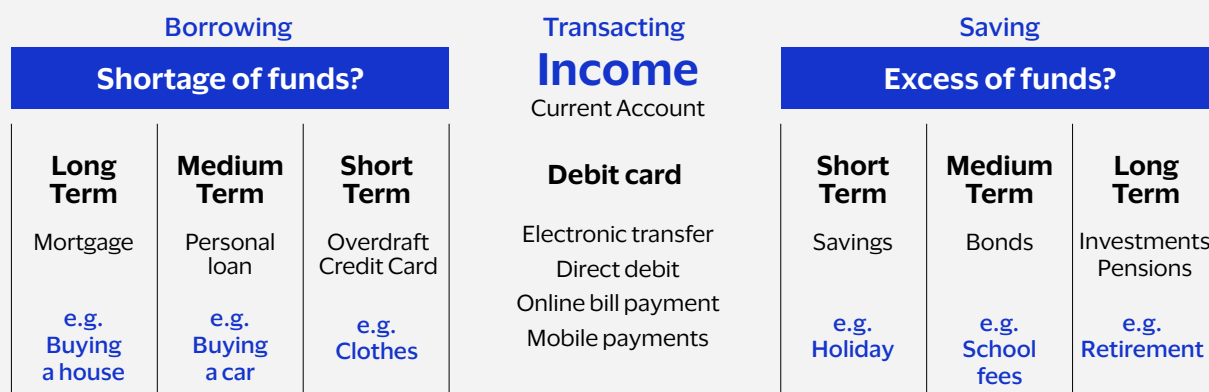 Borrowing
Shortage of funds?
Long
Term
Mortgage
e.g.
Buying
a house
Medium
Term
Personal
loan
e.g.
Buying
a car
Short
Term
Overdraft
Credit Card
e.g.
Clothes
Transacting
Income
Current Account
Debit card
Electronic transfer
Direct debit
Online bill payment
Mobile payments
Saving
Excess of funds?
Short
Term
Savings
e.g.
Holiday
Medium
Term
Bonds
e.g.
School
fees
Long
Term
Investments
Pensions
e.g.
Retirement